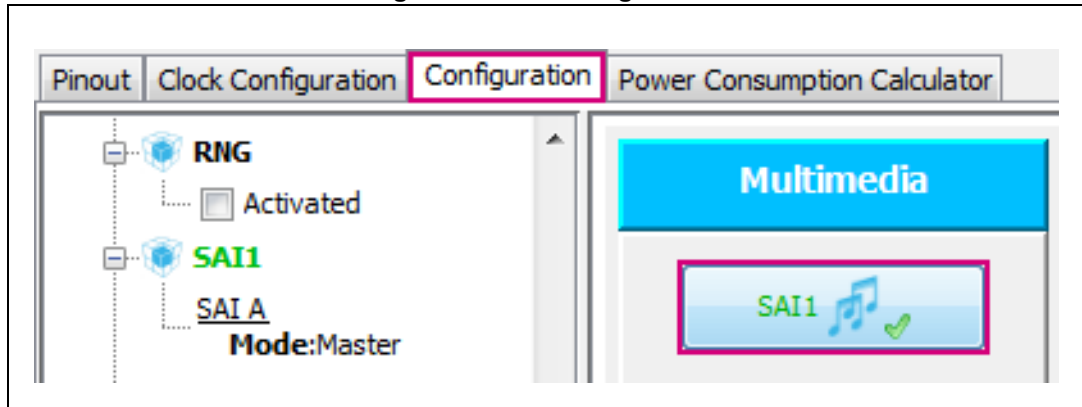 Pinout Clock Configuration Configuration Power Consumption Calculator
RNG
Activated
SAI1
SAI A
Mode:Master
Multimedia
SAI1